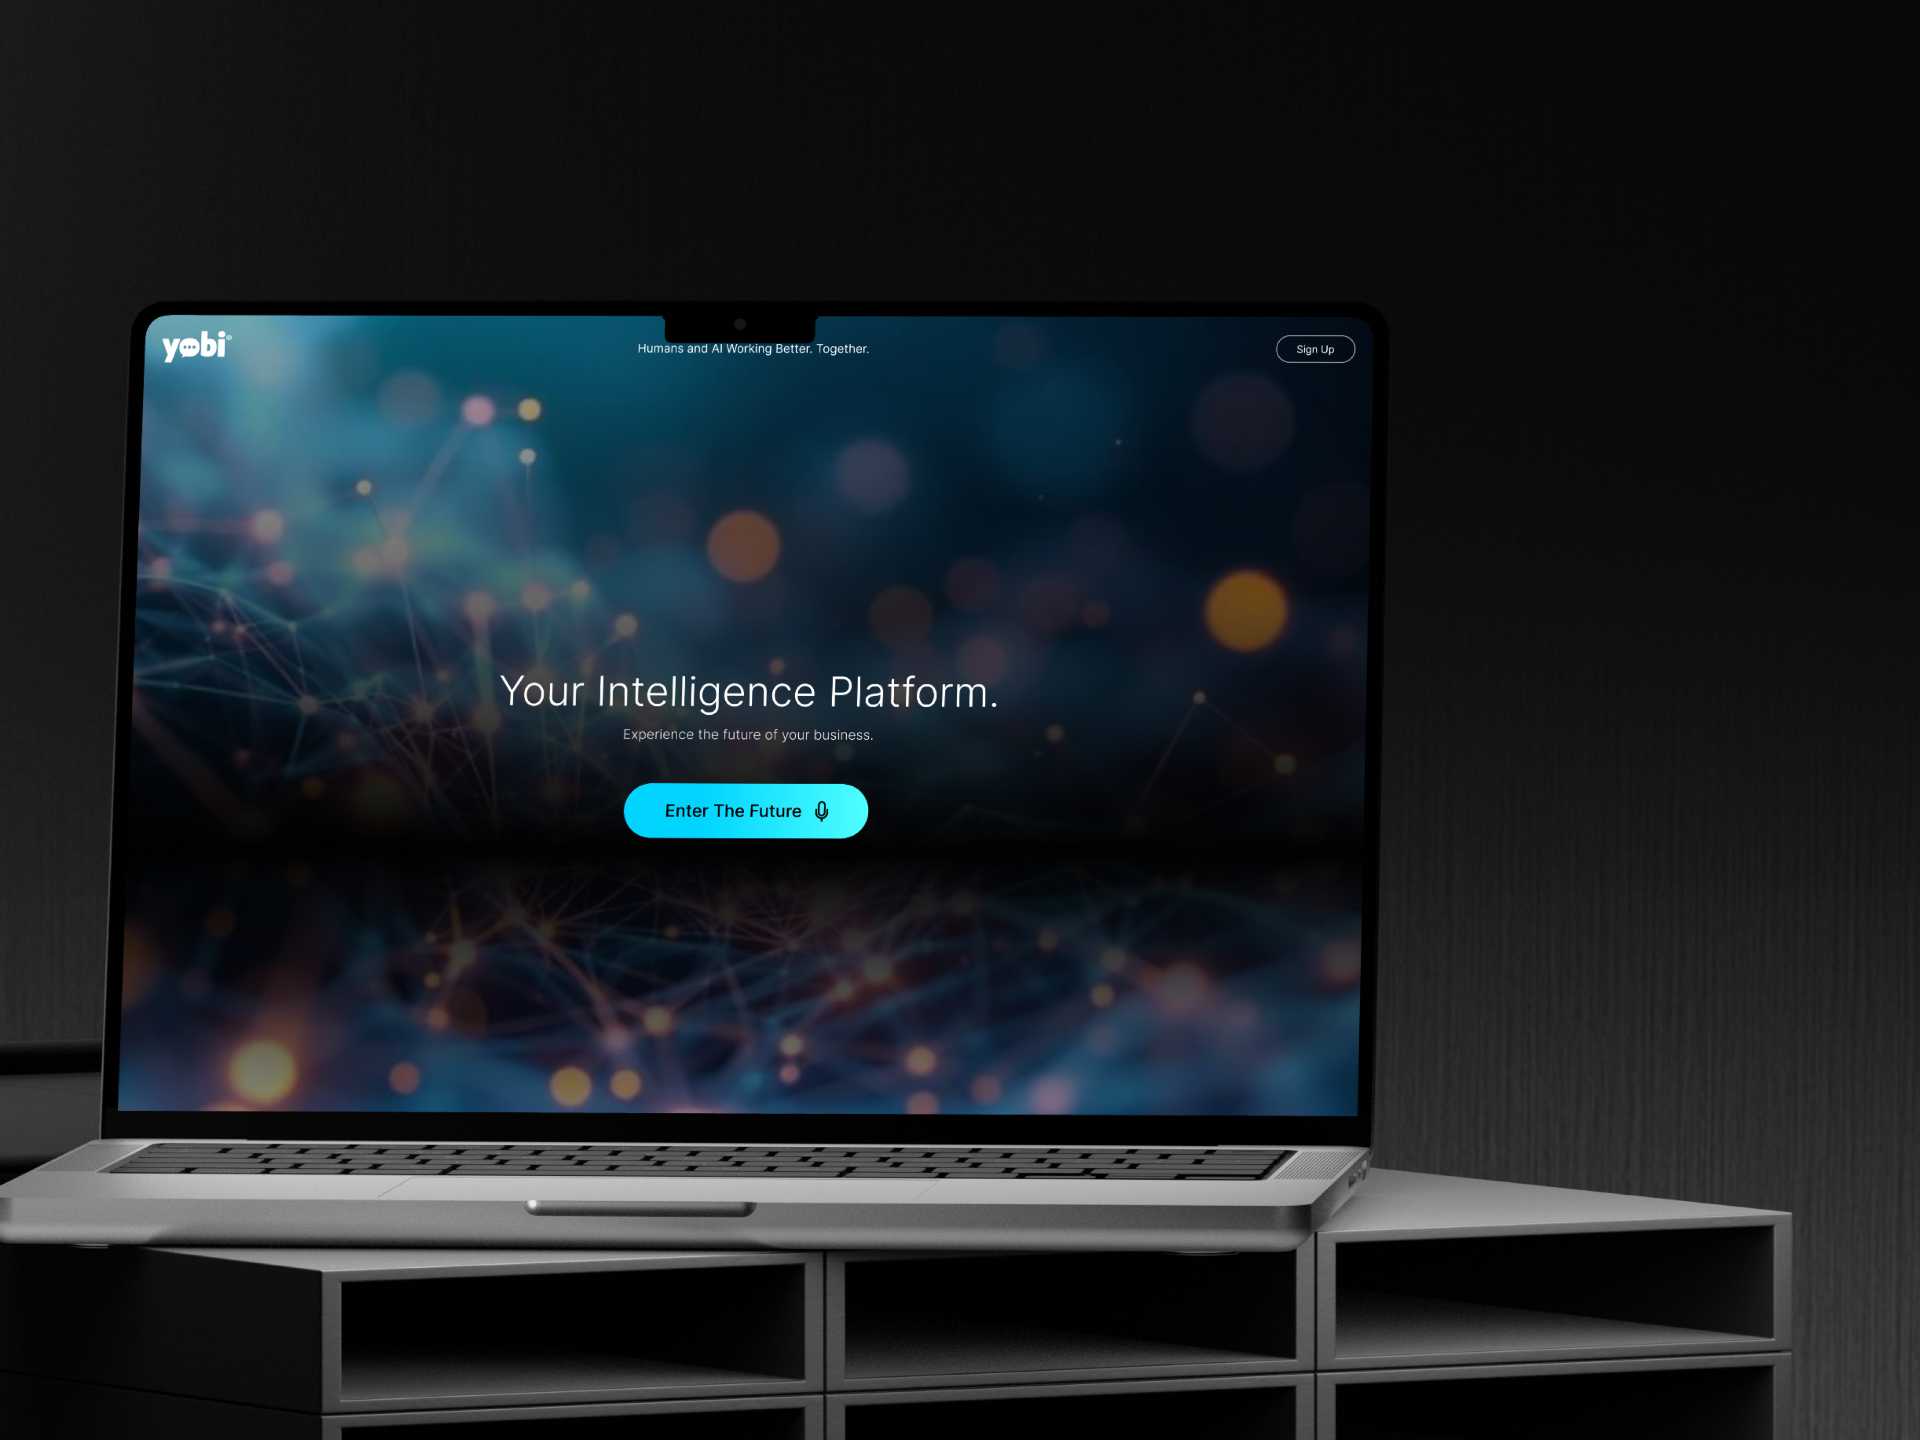 yobi®
Humans and AI Working Better. Together.
Sign Up
Your Intelligence Platform.
Experience the future of your business.
Enter The Future